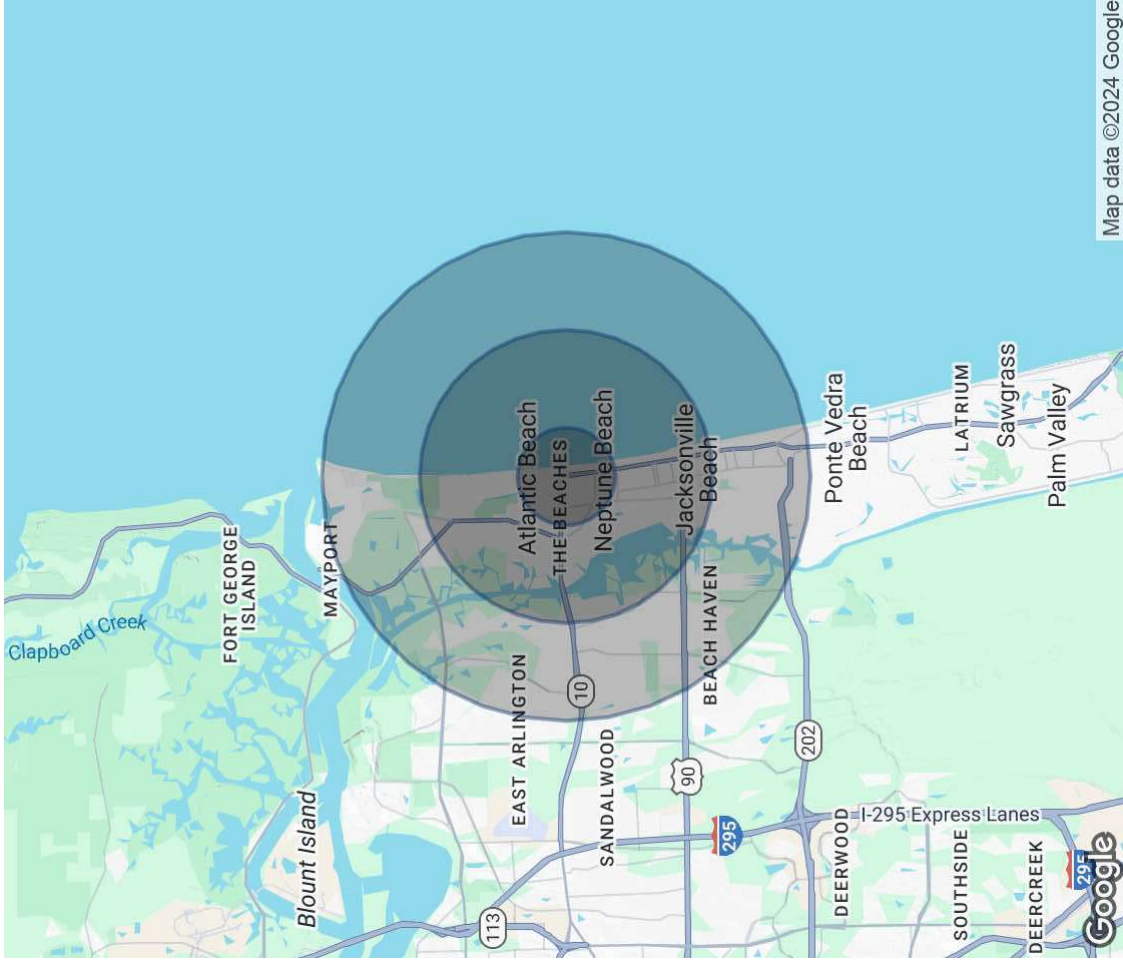 Clapboard Creek
FORT GEORGE
ISLAND
MAYPORT
Blount Island
EAST ARLINGTON
Atlantic Beach
THE BEACHES
Neptune Beach
10
SANDALWOOD
Jacksonville
Beach
BEACH HAVEN
90
295
202
Ponte Vedra
Beach
LATRIUM
Sawgrass
Palm Valley
DEERWOOD
I-295 Express Lanes
SOUTHSIDE
DEERCREEK
295
113
Google
Map data ©2024 Google